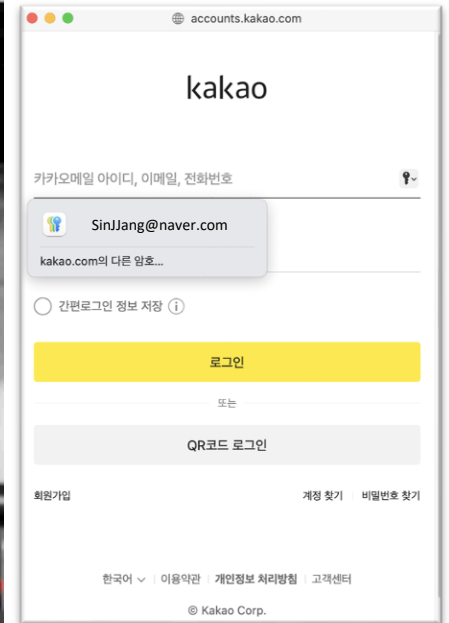 accounts.kakao.com
kakao
카카오메일 아이디, 이메일, 전화번호
SinJJang@naver.com
kakao.com의 다른 암호...
간편로그인 정보 저장 i
로그인
또는
QR코드 로그인
회원가입 계정 찾기 비밀번호 찾기
한국어 이용약관 개인정보 처리방침 고객센터
© Kakao Corp.